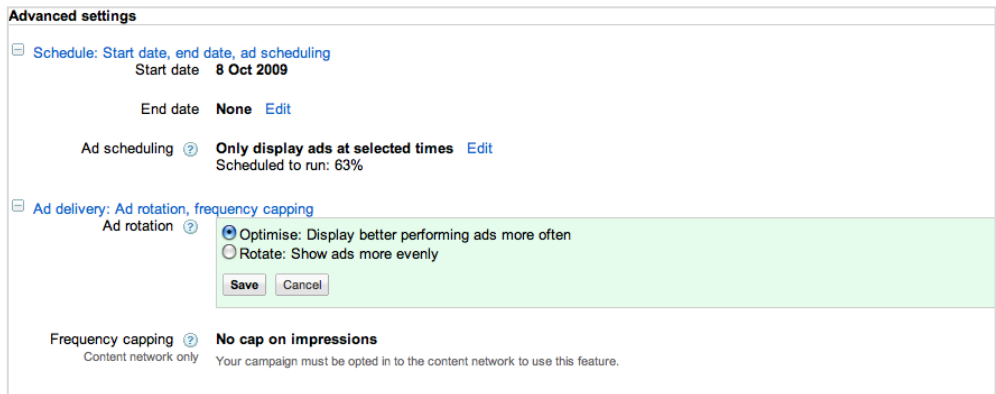 Advanced settings
Schedule: Start date, end date, ad scheduling
Start date 8 Oct 2009
End date None Edit
Ad scheduling ? Only display ads at selected times Edit
Scheduled to run: 63%
Ad delivery: Ad rotation, frequency capping
Ad rotation ? Optimise: Display better performing ads more often
Rotate: Show ads more evenly
Save Cancel
Frequency capping ? No cap on impressions
Content network only Your campaign must be opted in to the content network to use this feature.